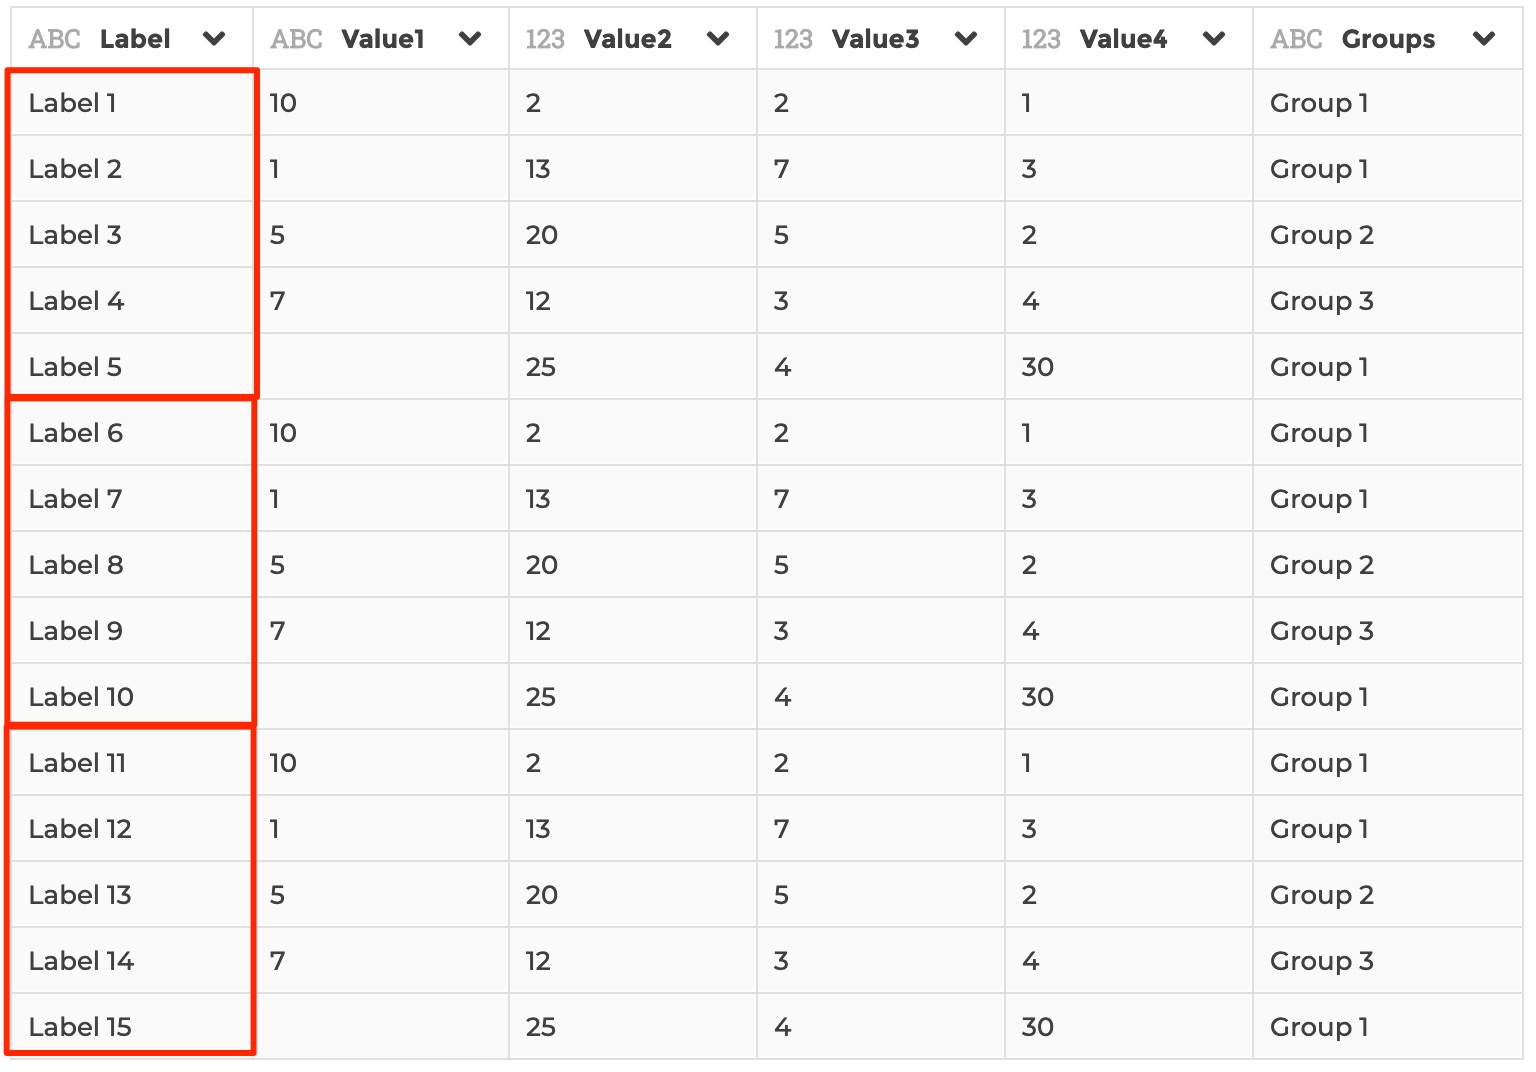 ABC Label ABC Value1 123 Value2 123 Value3 123 Value4 ABC Groups
Label 1 10 2 2 1 Group 1
Label 2 1 13 7 3 Group 1
Label 3 5 20 5 2 Group 2
Label 4 7 12 3 4 Group 3
Label 5 25 4 30 Group 1
Label 6 10 2 2 1 Group 1
Label 7 1 13 7 3 Group 1
Label 8 5 20 5 2 Group 2
Label 9 7 12 3 4 Group 3
Label 10 25 4 30 Group 1
Label 11 10 2 2 1 Group 1
Label 12 1 13 7 3 Group 1
Label 13 5 20 5 2 Group 2
Label 14 7 12 3 4 Group 3
Label 15 25 4 30 Group 1